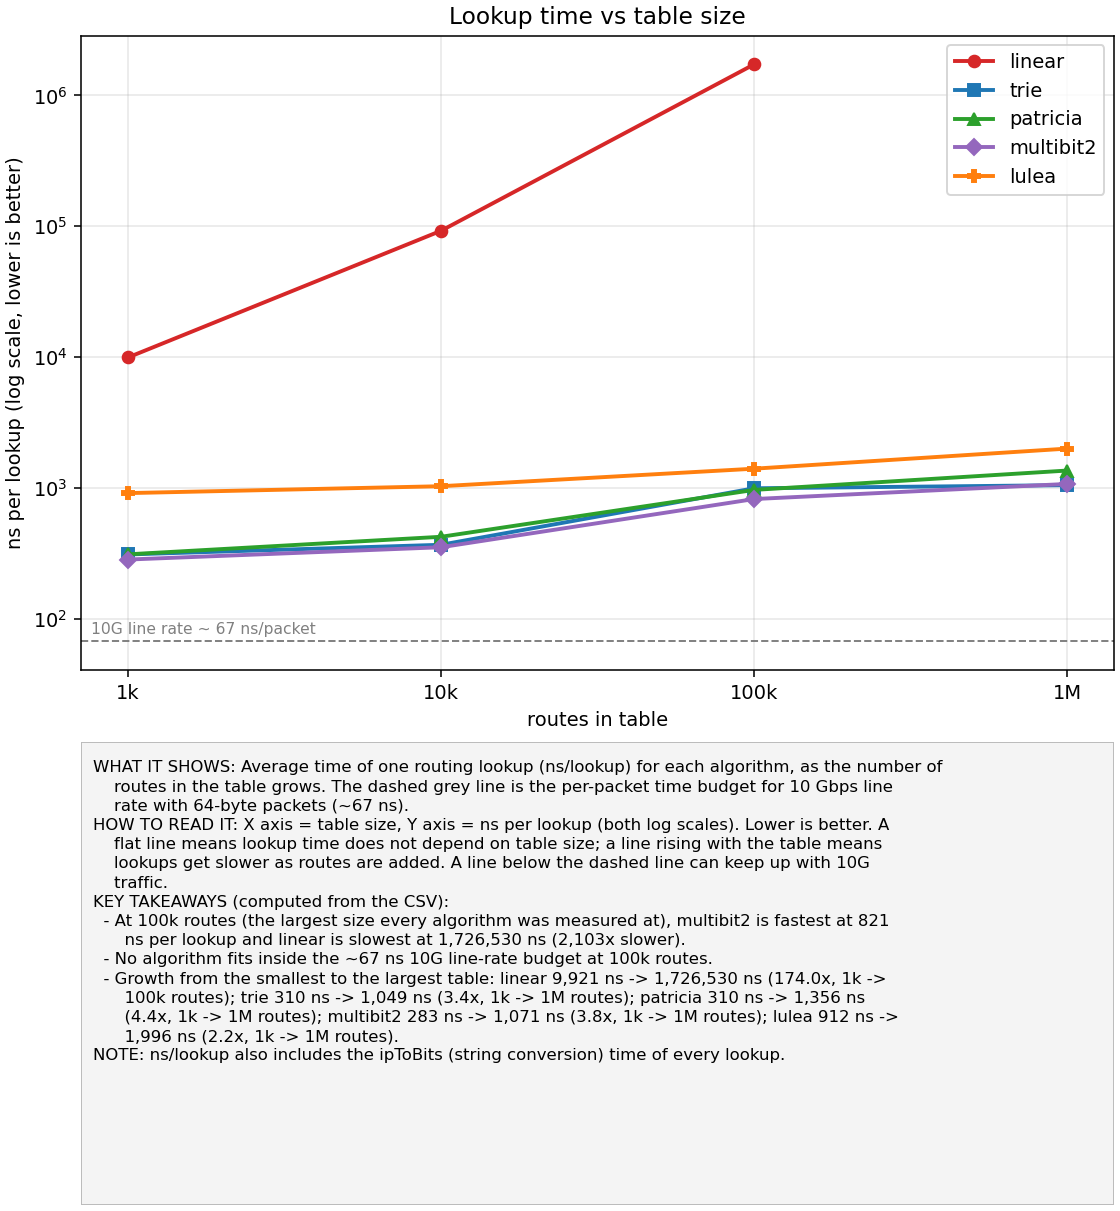 Lookup time vs table size
ns per lookup (log scale, lower is better)
10⁶
10⁵
10⁴
10³
10²
linear
trie
patricia
multibit2
lulea
10G line rate ~ 67 ns/packet
1k
10k
100k
1M
routes in table
WHAT IT SHOWS: Average time of one routing lookup (ns/lookup) for each algorithm, as the number of
routes in the table grows. The dashed grey line is the per-packet time budget for 10 Gbps line
rate with 64-byte packets (~67 ns).
HOW TO READ IT: X axis = table size, Y axis = ns per lookup (both log scales). Lower is better. A
flat line means lookup time does not depend on table size; a line rising with the table means
lookups get slower as routes are added. A line below the dashed line can keep up with 10G
traffic.
KEY TAKEAWAYS (computed from the CSV):
- At 100k routes (the largest size every algorithm was measured at), multibit2 is fastest at 821
ns per lookup and linear is slowest at 1,726,530 ns (2,103x slower).
- No algorithm fits inside the ~67 ns 10G line-rate budget at 100k routes.
- Growth from the smallest to the largest table: linear 9,921 ns -> 1,726,530 ns (174.0x, 1k ->
100k routes); trie 310 ns -> 1,049 ns (3.4x, 1k -> 1M routes); patricia 310 ns -> 1,356 ns
(4.4x, 1k -> 1M routes); multibit2 283 ns -> 1,071 ns (3.8x, 1k -> 1M routes); lulea 912 ns ->
1,996 ns (2.2x, 1k -> 1M routes).
NOTE: ns/lookup also includes the ipToBits (string conversion) time of every lookup.